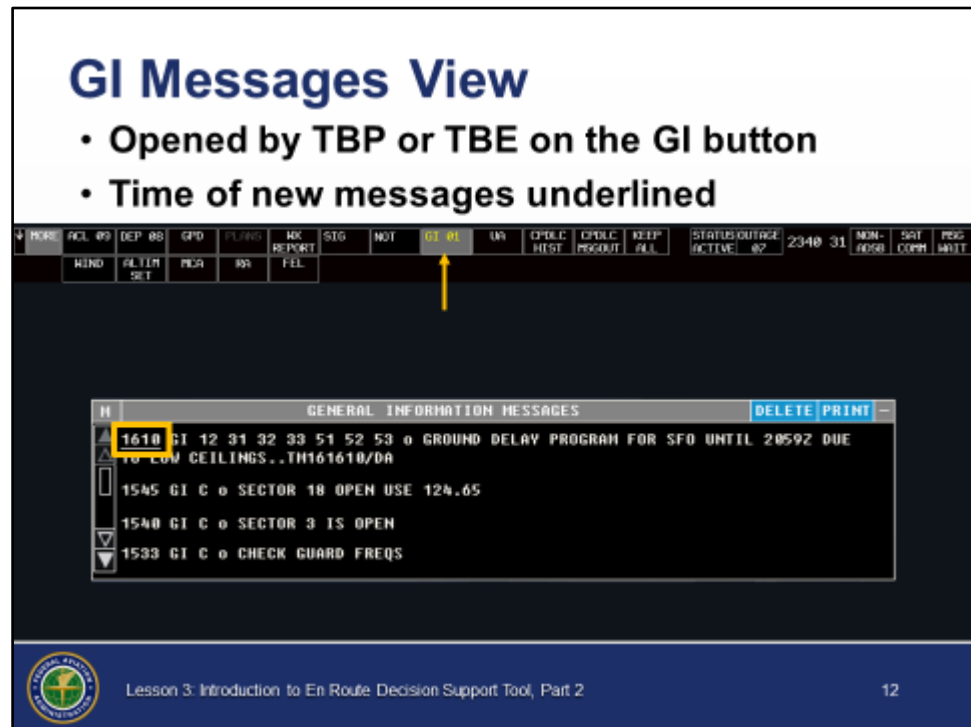 GI Messages View
• Opened by TBP or TBE on the GI button
• Time of new messages underlined
MORE ACL 09 DEP 08 GPD PLANS WX REPORT SIG NOT GI 01 UA CPDLC HIST CPDLC MSGOUT KEEP ALL STATUS ACTIVE OUTAGE 07 2340 31 NON-ADSB SAT COMM MSG WAIT
WIND ALTIM SET MCA RA FEL
M GENERAL INFORMATION MESSAGES DELETE PRINT –
1610 GI 12 31 32 33 51 52 53 o GROUND DELAY PROGRAM FOR SFO UNTIL 2059Z DUE
TO LOW CEILINGS..TM161610/DA
1545 GI C o SECTOR 18 OPEN USE 124.65
1540 GI C o SECTOR 3 IS OPEN
1533 GI C o CHECK GUARD FREQS
Lesson 3: Introduction to En Route Decision Support Tool, Part 2
12